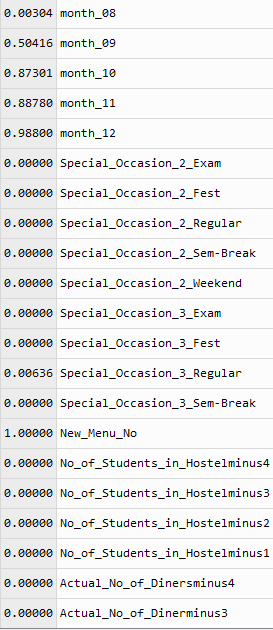 0.00304 month_08
0.50416 month_09
0.87301 month_10
0.88780 month_11
0.98800 month_12
0.00000 Special_Occasion_2_Exam
0.00000 Special_Occasion_2_Fest
0.00000 Special_Occasion_2_Regular
0.00000 Special_Occasion_2_Sem-Break
0.00000 Special_Occasion_2_Weekend
0.00000 Special_Occasion_3_Exam
0.00000 Special_Occasion_3_Fest
0.00636 Special_Occasion_3_Regular
0.00000 Special_Occasion_3_Sem-Break
1.00000 New_Menu_No
0.00000 No_of_Students_in_Hostelminus4
0.00000 No_of_Students_in_Hostelminus3
0.00000 No_of_Students_in_Hostelminus2
0.00000 No_of_Students_in_Hostelminus1
0.00000 Actual_No_of_Dinersminus4
0.00000 Actual_No_of_Dinerminus3